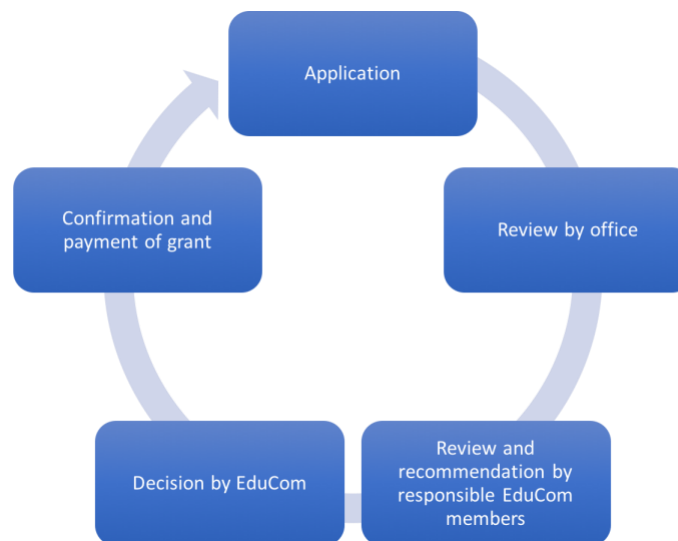 Application
Review by office
Review and
recommendation by
responsible EduCom
members
Decision by EduCom
Confirmation and
payment of grant